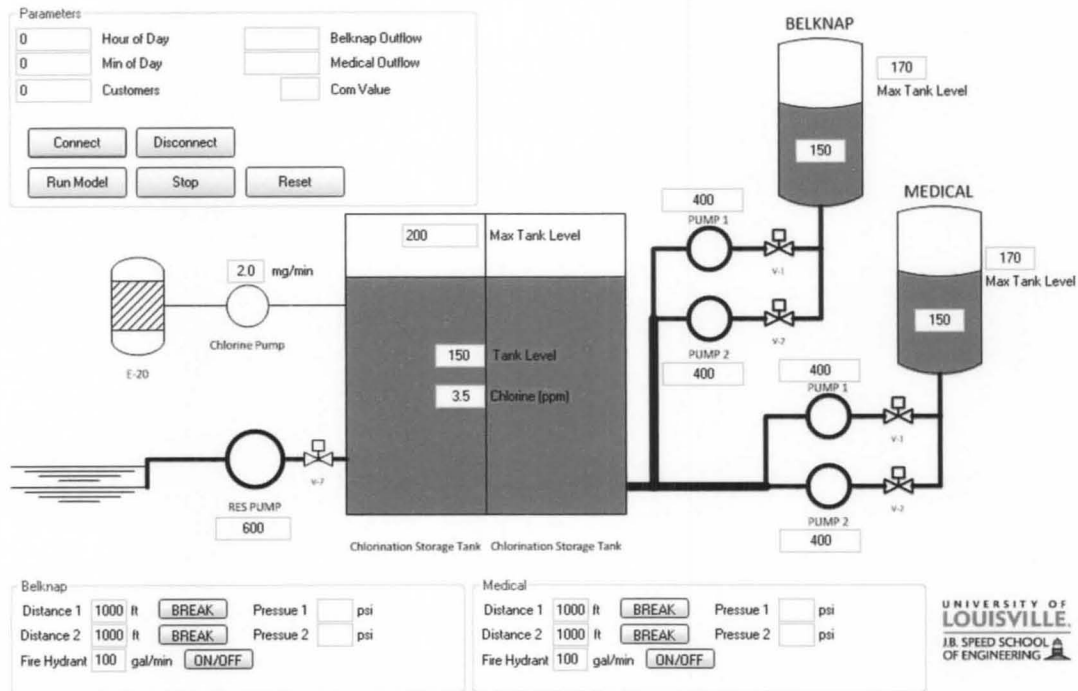 Parameters
0 Hour of Day Belknap Outflow
0 Min of Day Medical Outflow
0 Customers Com Value
Connect Disconnect
Run Model Stop Reset
BELKNAP
170
Max Tank Level
150
MEDICAL
170
Max Tank Level
150
400
PUMP 1
V-1
PUMP 2
V-2
400
400
PUMP 1
V-1
PUMP 2
V-2
400
200 Max Tank Level
2.0 mg/min
Chlorine Pump
E-20
150 Tank Level
3.5 Chlorine (ppm)
V-7
RES PUMP
600
Chlorination Storage Tank Chlorination Storage Tank
Belknap
Distance 1 1000 ft BREAK Pressue 1 psi
Distance 2 1000 ft BREAK Pressue 2 psi
Fire Hydrant 100 gal/min ON/OFF
Medical
Distance 1 1000 ft BREAK Pressue 1 psi
Distance 2 1000 ft BREAK Pressue 2 psi
Fire Hydrant 100 gal/min ON/OFF
UNIVERSITY OF
LOUISVILLE.
J.B. SPEED SCHOOL
OF ENGINEERING